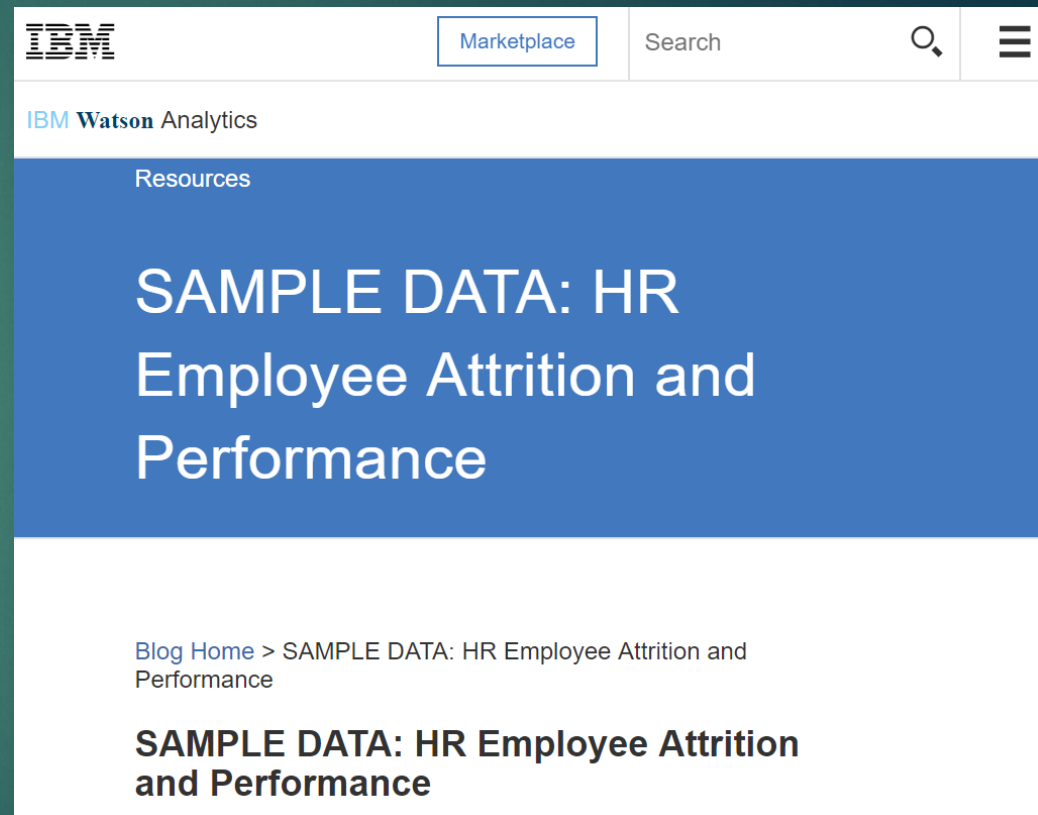 IBM
Marketplace
Search
IBM Watson Analytics
Resources
SAMPLE DATA: HR
Employee Attrition and
Performance
Blog Home > SAMPLE DATA: HR Employee Attrition and
Performance
SAMPLE DATA: HR Employee Attrition
and Performance